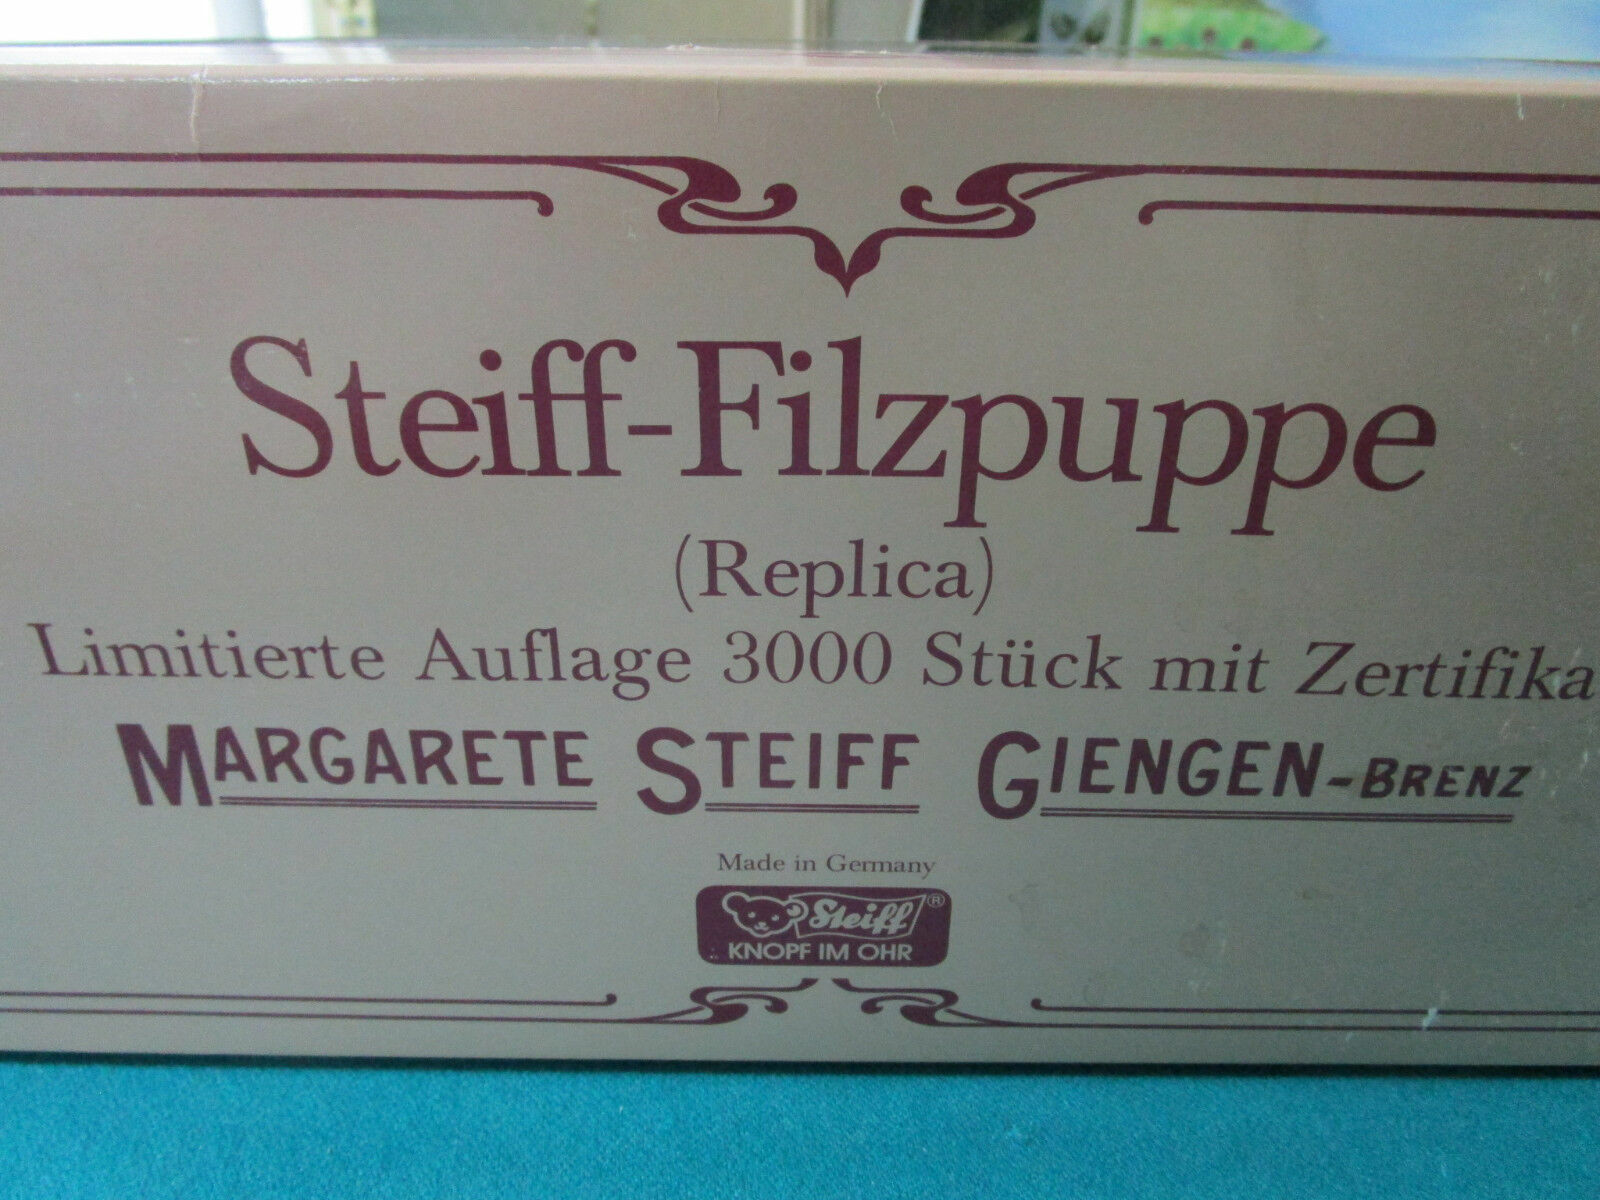 Steiff-Filzpuppe
(Replica)
Limitierte Auflage 3000 Stück mit Zertifika
MARGARETE STEIFF GIENGEN-BRENZ
Made in Germany
Steiff ®
KNOPF IM OHR